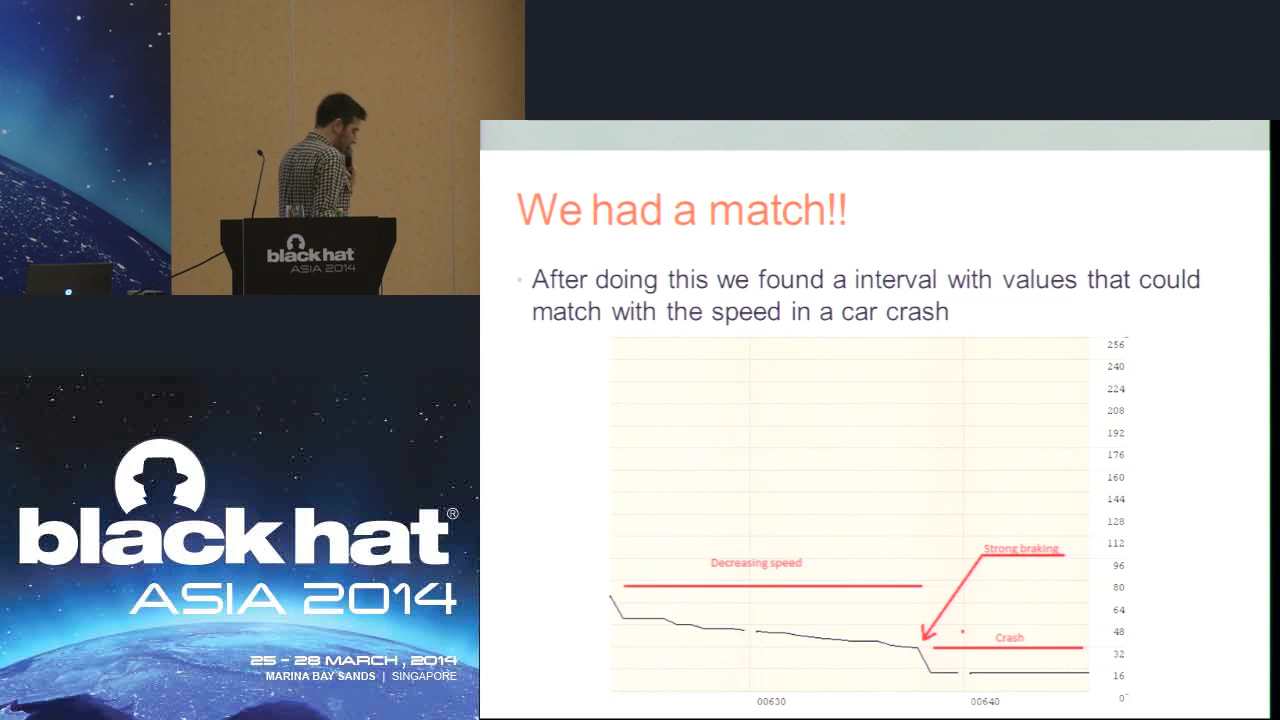 black hat
ASIA 2014
We had a match!!
After doing this we found a interval with values that could
match with the speed in a car crash
256
240
224
208
192
176
160
144
128
112
96
80
64
48
32
16
0
Strong braking
Decreasing speed
Crash
00630
00640
black hat®
ASIA 2014
25 - 28 MARCH, 2014
MARINA BAY SANDS | SINGAPORE